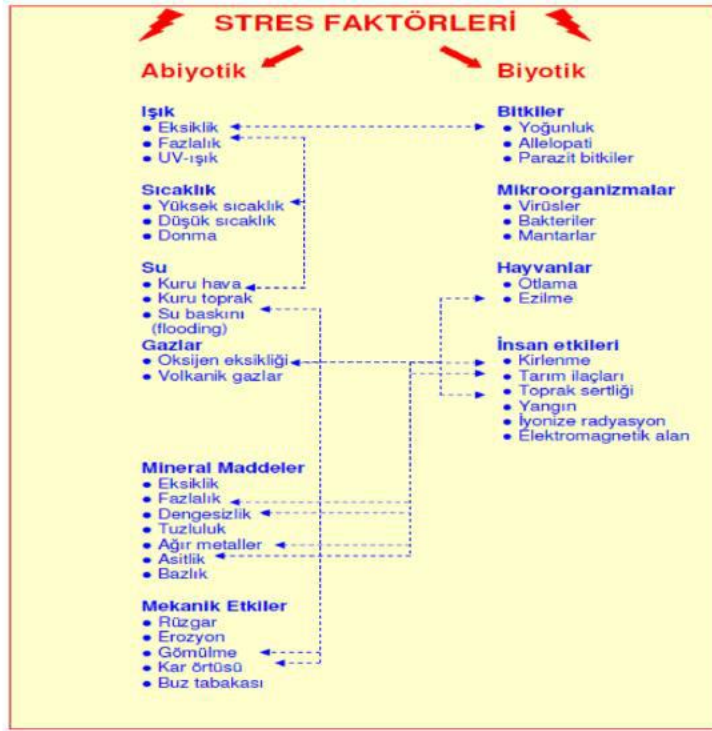 STRES FAKTÖRLERİ
Abiyotik
Işık
• Eksiklik
• Fazlalık
• UV-ışık
Sıcaklık
• Yüksek sıcaklık
• Düşük sıcaklık
• Donma
Su
• Kuru hava
• Kuru toprak
• Su baskını
(flooding)
Gazlar
• Oksijen eksikliği
• Volkanik gazlar
Mineral Maddeler
• Eksiklik
• Fazlalık
• Dengesizlik
• Tuzluluk
• Ağır metaller
• Asitlik
• Bazlık
Mekanik Etkiler
• Rüzgar
• Erozyon
• Gömülme
• Kar örtüsü
• Buz tabakası
Biyotik
Bitkiler
• Yoğunluk
• Allelopati
• Parazit bitkiler
Mikroorganizmalar
• Virüsler
• Bakteriler
• Mantarlar
Hayvanlar
• Otlama
• Ezilme
İnsan etkileri
• Kirlenme
• Tarım ilaçları
• Toprak sertliği
• Yangın
• İyonize radyasyon
• Elektromagnetik alan